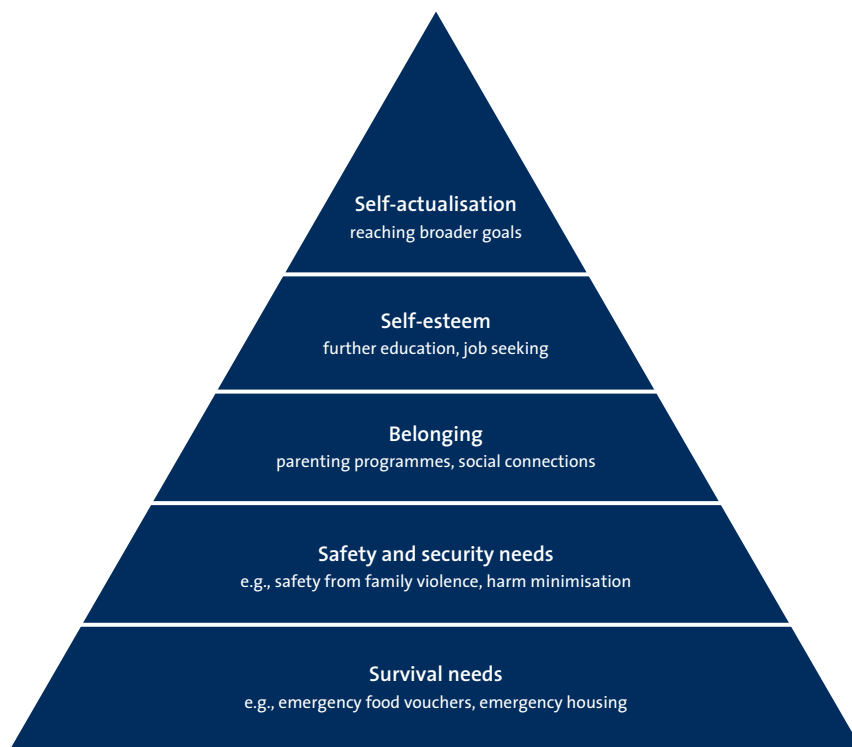 Self-actualisation
reaching broader goals
Self-esteem
further education, job seeking
Belonging
parenting programmes, social connections
Safety and security needs
e.g., safety from family violence, harm minimisation
Survival needs
e.g., emergency food vouchers, emergency housing